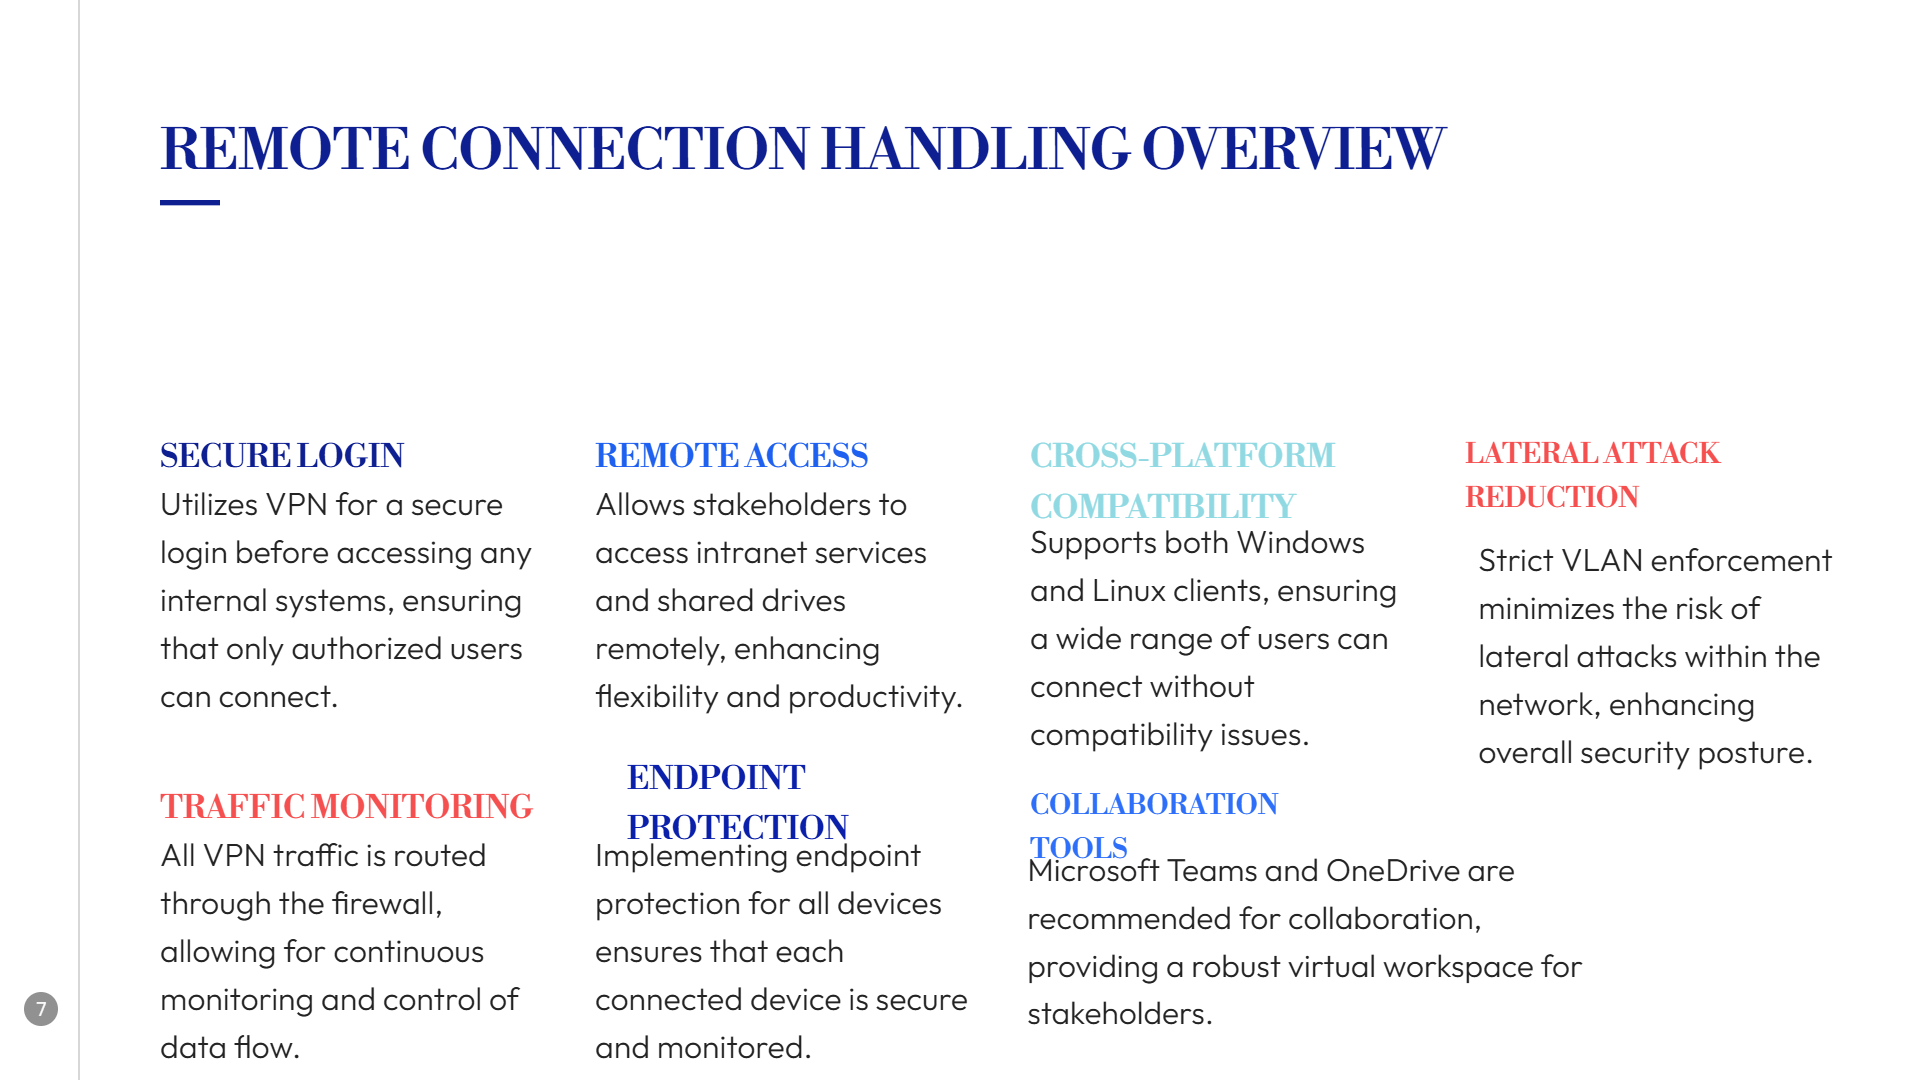 REMOTE CONNECTION HANDLING OVERVIEW
SECURE LOGIN
Utilizes VPN for a secure
login before accessing any
internal systems, ensuring
that only authorized users
can connect.
REMOTE ACCESS
Allows stakeholders to
access intranet services
and shared drives
remotely, enhancing
flexibility and productivity.
CROSS-PLATFORM
COMPATIBILITY
Supports both Windows
and Linux clients, ensuring
a wide range of users can
connect without
compatibility issues.
LATERAL ATTACK
REDUCTION
Strict VLAN enforcement
minimizes the risk of
lateral attacks within the
network, enhancing
overall security posture.
TRAFFIC MONITORING
All VPN traffic is routed
through the firewall,
allowing for continuous
monitoring and control of
data flow.
ENDPOINT
PROTECTION
Implementing endpoint
protection for all devices
ensures that each
connected device is secure
and monitored.
COLLABORATION
TOOLS
Microsoft Teams and OneDrive are
recommended for collaboration,
providing a robust virtual workspace for
stakeholders.
7